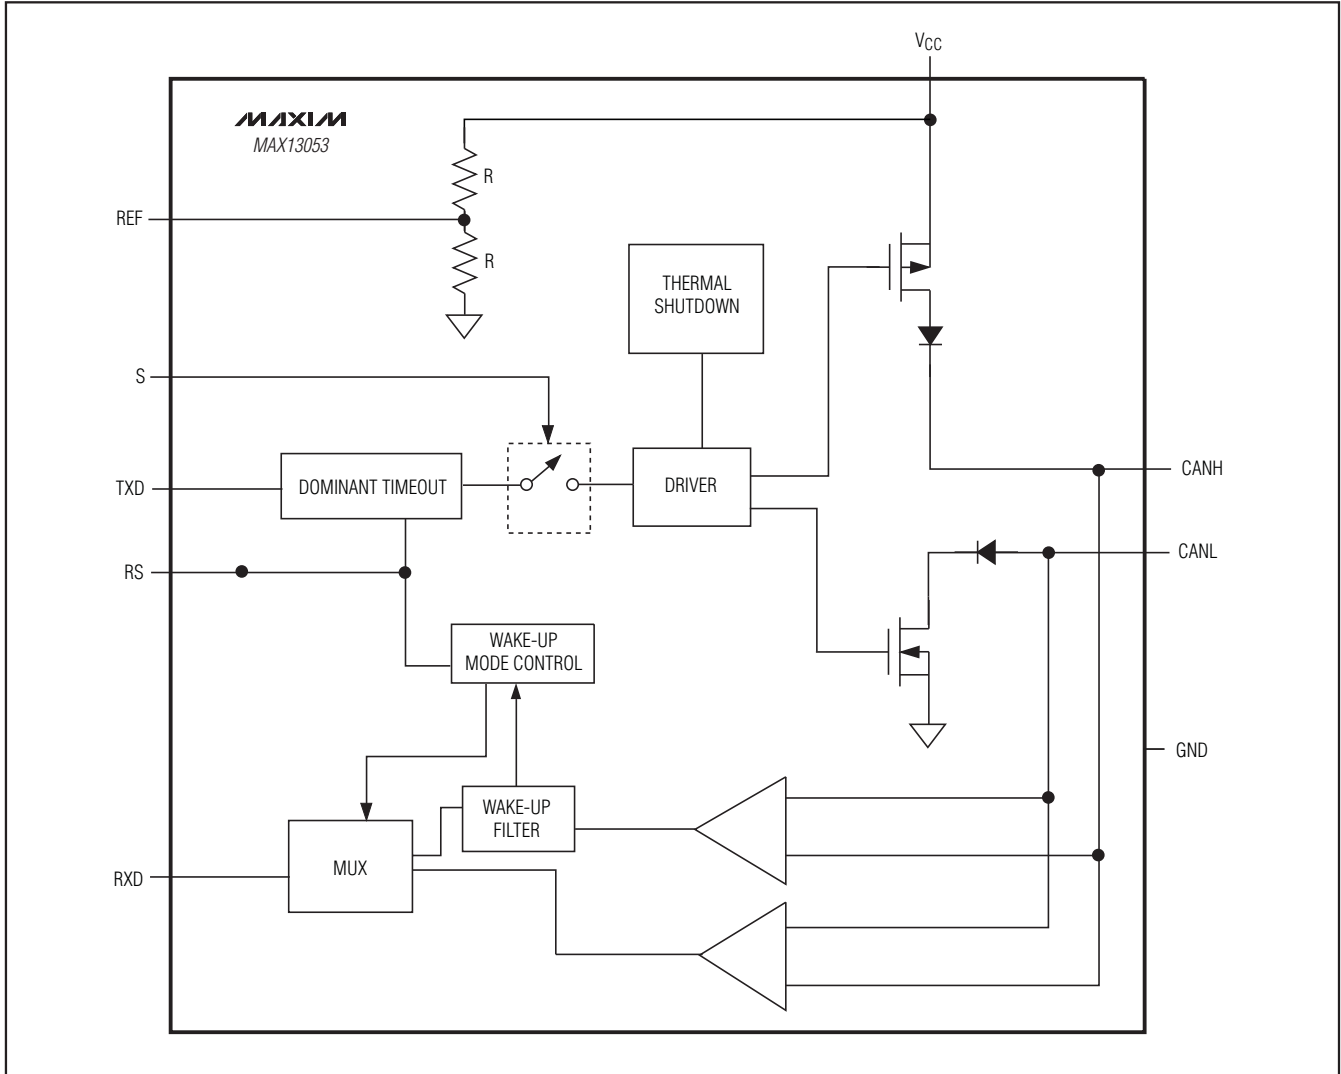 VCC
MAXIM
MAX13053
R
REF
R
THERMAL
SHUTDOWN
S
CANH
TXD
DOMINANT TIMEOUT
DRIVER
CANL
RS
WAKE-UP
MODE CONTROL
GND
WAKE-UP
FILTER
MUX
RXD